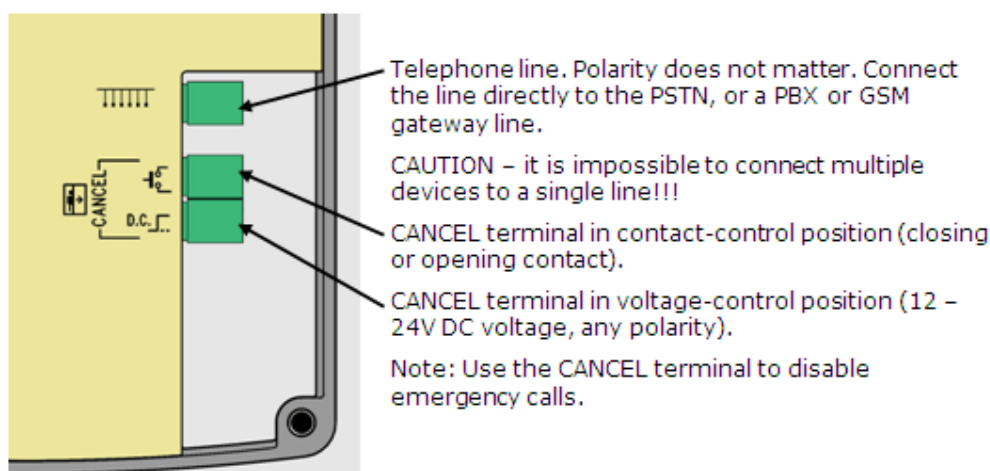 Telephone line. Polarity does not matter. Connect
the line directly to the PSTN, or a PBX or GSM
gateway line.
CAUTION – it is impossible to connect multiple
devices to a single line!!!
CANCEL
D.C.
CANCEL terminal in contact-control position (closing
or opening contact).
CANCEL terminal in voltage-control position (12 –
24V DC voltage, any polarity).
Note: Use the CANCEL terminal to disable
emergency calls.